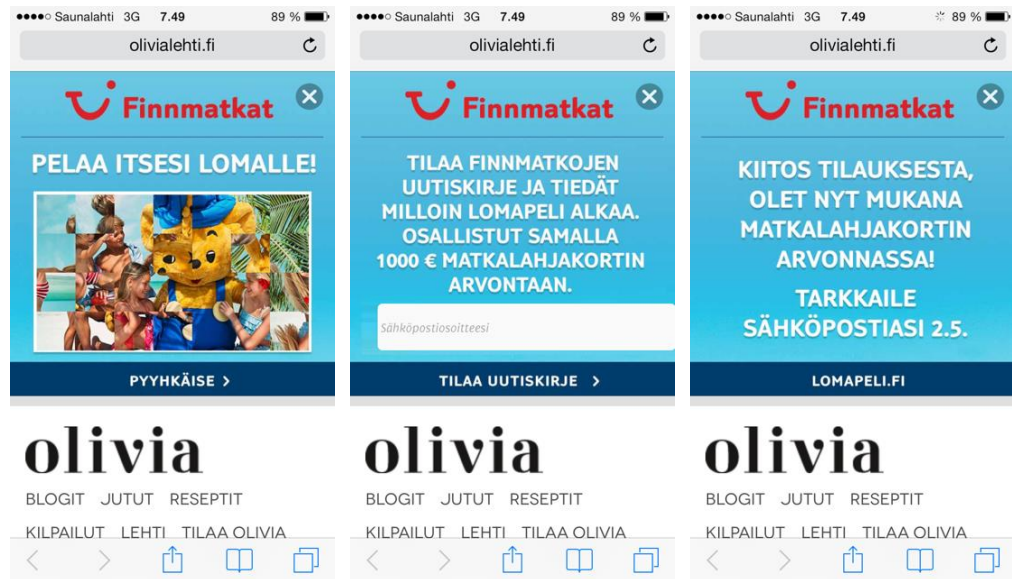 Saunalahti 3G 7.49 89 %
olivialehti.fi
Finnmatkat
PELAA ITSESI LOMALLE!
PYYHKÄISE >
olivia
BLOGIT JUTUT RESEPTIT
KILPAILUT LEHTI TILAA OLIVIA
Saunalahti 3G 7.49 89 %
olivialehti.fi
Finnmatkat
TILAA FINNMATKOJEN
UUTISKIRJE JA TIEDÄT
MILLOIN LOMAPELI ALKAA.
OSALLISTUT SAMALLA
1000 € MATKALAHJAKORTIN
ARVONTAAN.
Sähköpostiosoitteesi
TILAA UUTISKIRJE >
olivia
BLOGIT JUTUT RESEPTIT
KILPAILUT LEHTI TILAA OLIVIA
Saunalahti 3G 7.49 89 %
olivialehti.fi
Finnmatkat
KIITOS TILAUKSESTA,
OLET NYT MUKANA
MATKALAHJAKORTIN
ARVONNASSA!
TARKKAILE
SÄHKÖPOSTIASI 2.5.
LOMAPELI.FI
olivia
BLOGIT JUTUT RESEPTIT
KILPAILUT LEHTI TILAA OLIVIA